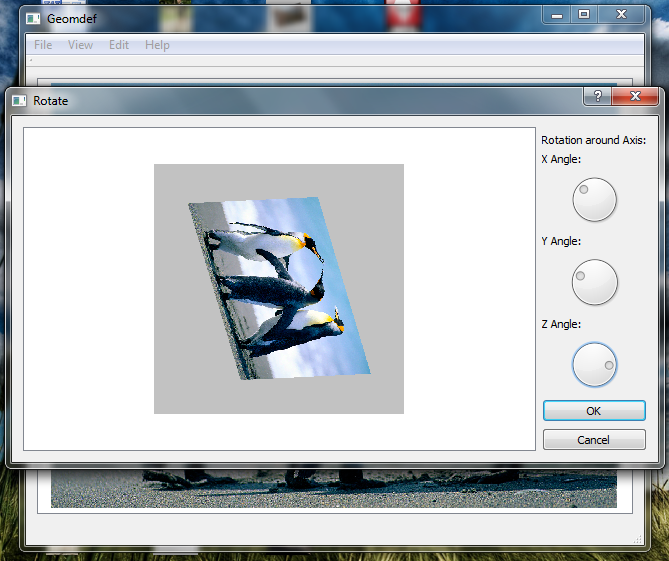 Geomdef
File View Edit Help
Rotate
?
Rotation around Axis:
X Angle:
Y Angle:
Z Angle:
OK
Cancel